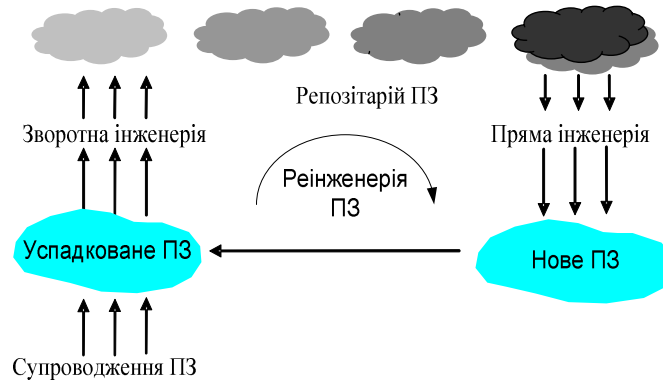 Репозітарій ПЗ
Зворотна інженерія
Пряма інженерія
Реінженерія
ПЗ
Успадковане ПЗ
Нове ПЗ
Супроводження ПЗ